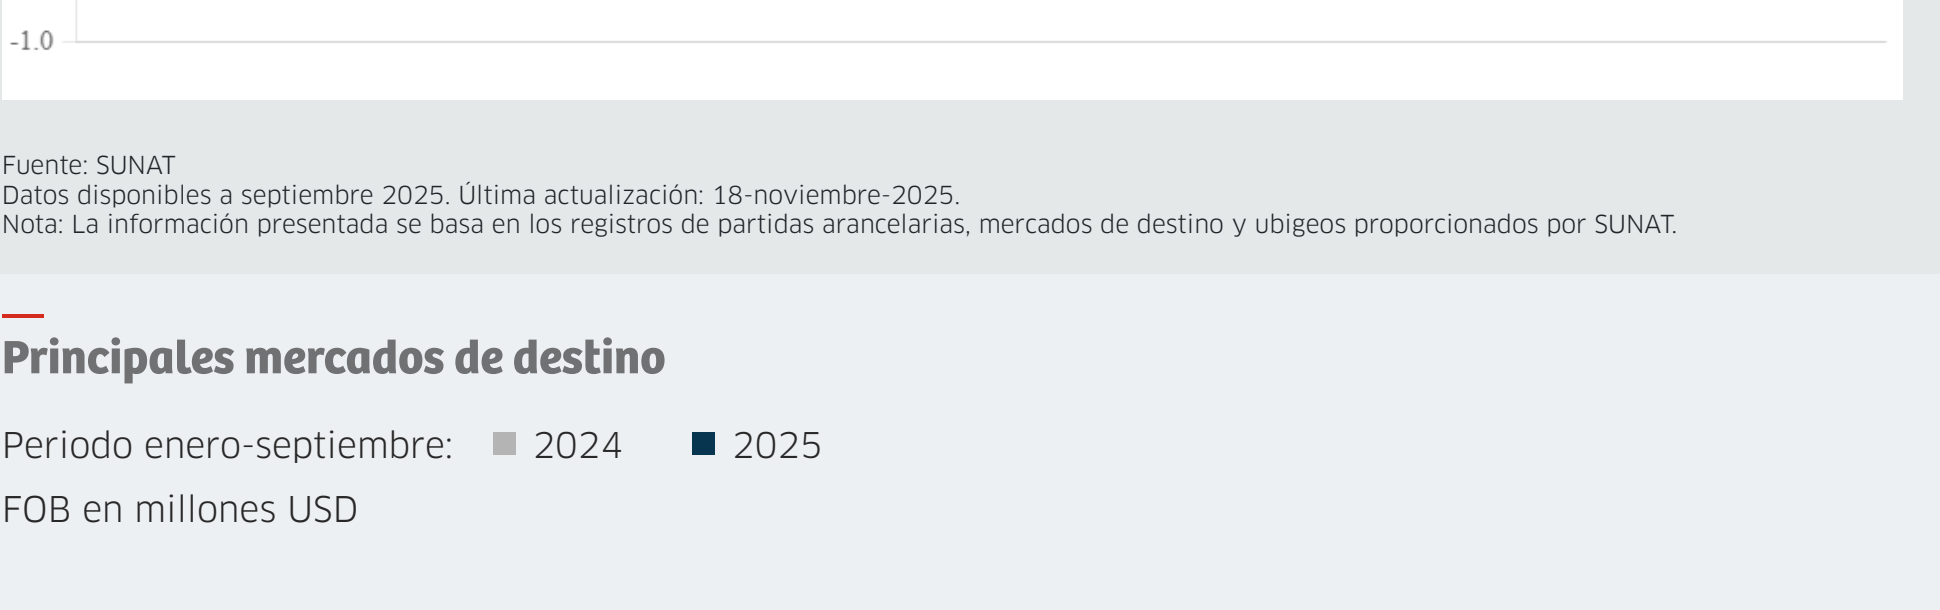 -1.0
Fuente: SUNAT
Datos disponibles a septiembre 2025. Última actualización: 18-noviembre-2025.
Nota: La información presentada se basa en los registros de partidas arancelarias, mercados de destino y ubigeos proporcionados por SUNAT.
Principales mercados de destino
Periodo enero-septiembre: 2024 2025
FOB en millones USD